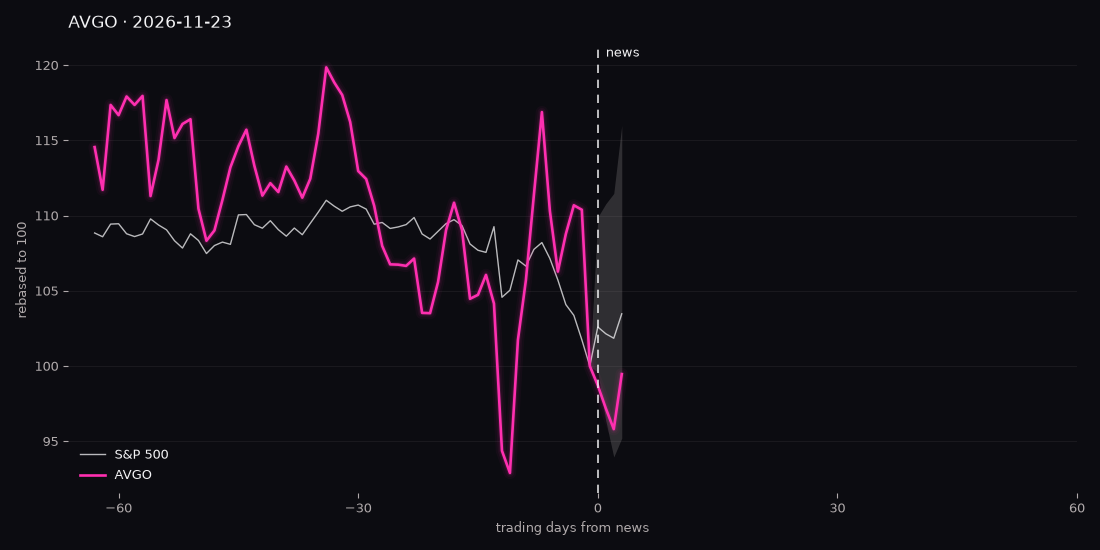 AVGO · 2026-11-23
news
rebased to 100
120
115
110
105
100
95
S&P 500
AVGO
−60
−30
0
30
60
trading days from news